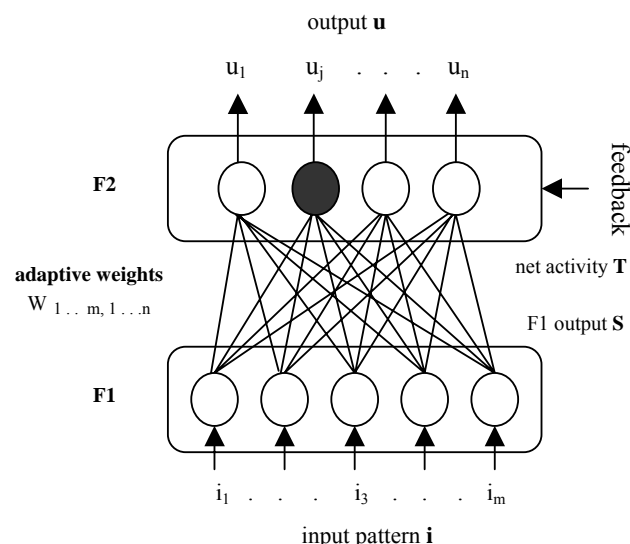 output u
u1 uj . . . un
F2
feedback
adaptive weights
W 1 . . m, 1 . . .n
net activity T
F1 output S
F1
i1 . . . i3 . . . im
input pattern i